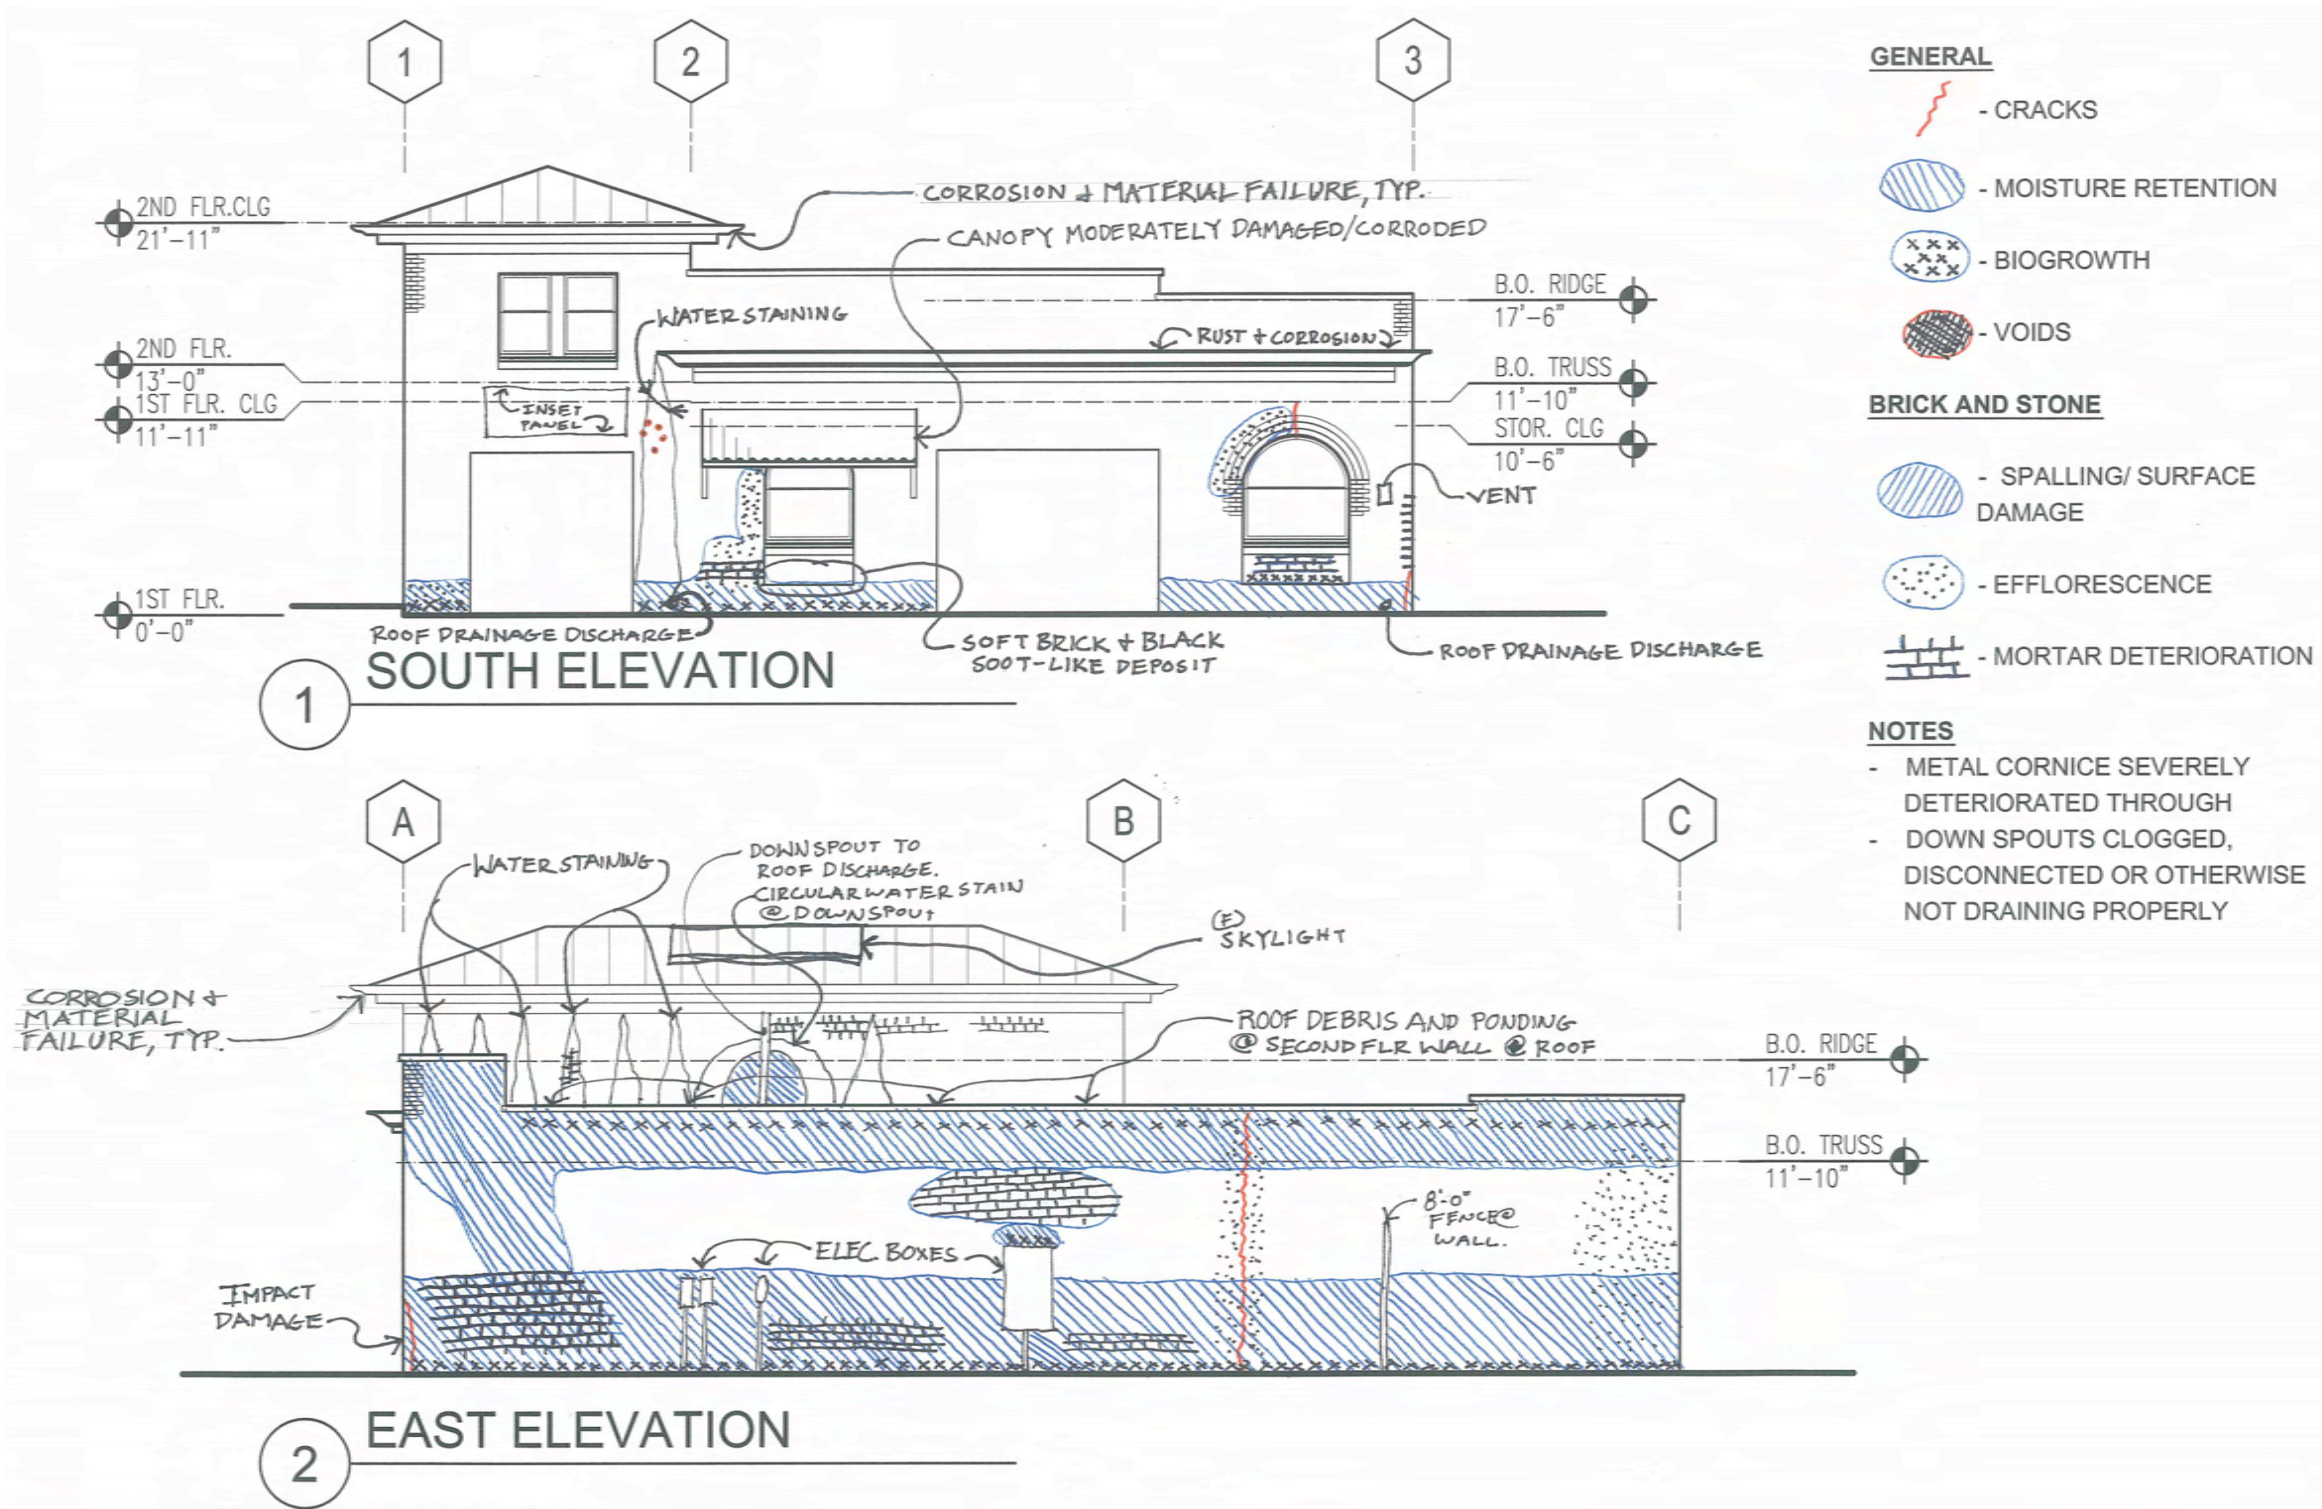 1
2
3
2ND FLR.CLG
21'-11"
2ND FLR.
13'-0"
1ST FLR. CLG
11'-11"
1ST FLR.
0'-0"
CORROSION & MATERIAL FAILURE, TYP.
CANOPY MODERATELY DAMAGED/CORRODED
WATER STAINING
RUST + CORROSION
INSET
PANEL
B.O. RIDGE
17'-6"
B.O. TRUSS
11'-10"
STOR. CLG
10'-6"
VENT
ROOF DRAINAGE DISCHARGE
SOFT BRICK & BLACK
SOOT-LIKE DEPOSIT
ROOF DRAINAGE DISCHARGE
1
SOUTH ELEVATION
GENERAL
- CRACKS
- MOISTURE RETENTION
- BIOGROWTH
- VOIDS
BRICK AND STONE
- SPALLING/ SURFACE
DAMAGE
- EFFLORESCENCE
- MORTAR DETERIORATION
NOTES
- METAL CORNICE SEVERELY
DETERIORATED THROUGH
- DOWN SPOUTS CLOGGED,
DISCONNECTED OR OTHERWISE
NOT DRAINING PROPERLY
A
B
C
WATER STAINING
DOWNSPOUT TO
ROOF DISCHARGE.
CIRCULAR WATER STAIN
@ DOWNSPOUT
(E)
SKYLIGHT
CORROSION &
MATERIAL
FAILURE, TYP.
ROOF DEBRIS AND PONDING
@ SECOND FLR WALL @ ROOF
B.O. RIDGE
17'-6"
B.O. TRUSS
11'-10"
8'-0"
FENCE@
WALL.
ELEC. BOXES
IMPACT
DAMAGE
2
EAST ELEVATION